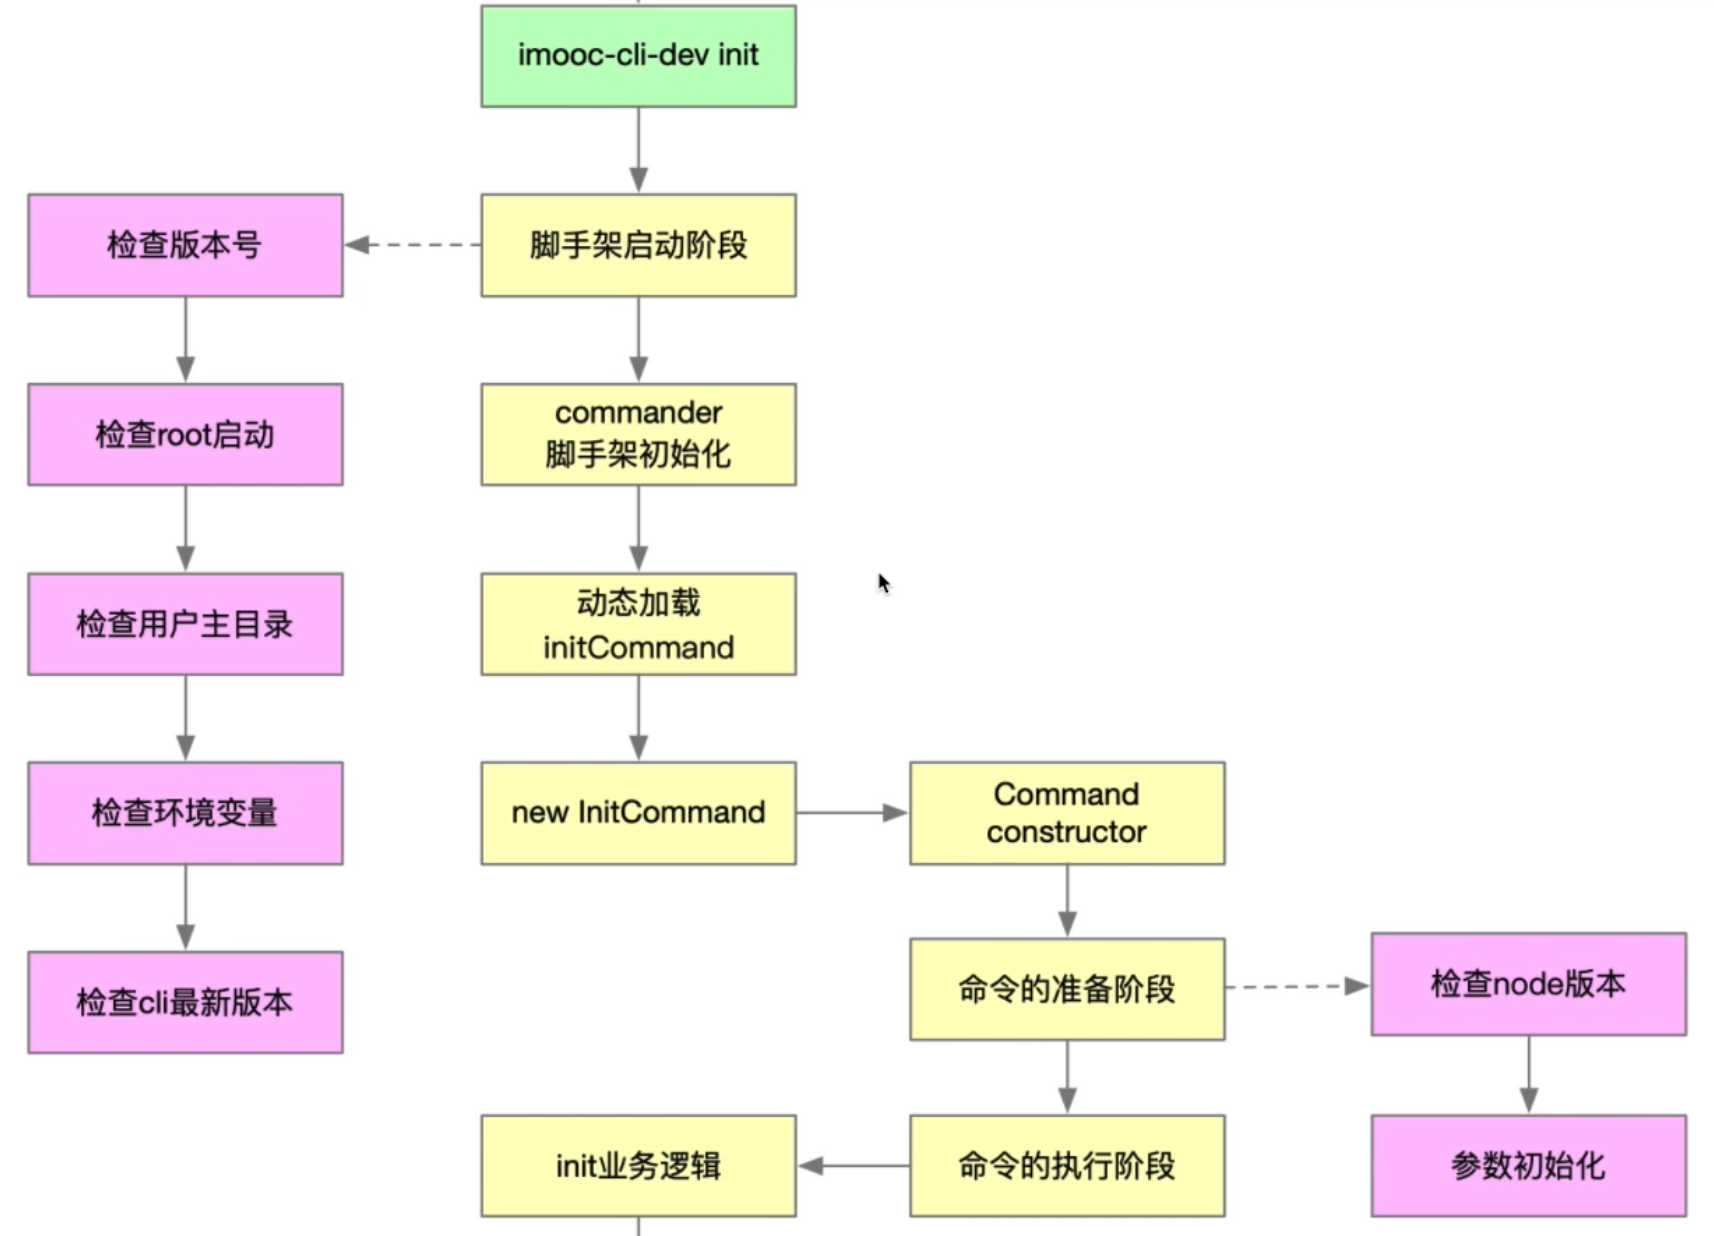 imooc-cli-dev init
检查版本号
脚手架启动阶段
检查root启动
commander
脚手架初始化
检查用户主目录
动态加载
initCommand
检查环境变量
new InitCommand
Command
constructor
检查cli最新版本
命令的准备阶段
检查node版本
init业务逻辑
命令的执行阶段
参数初始化